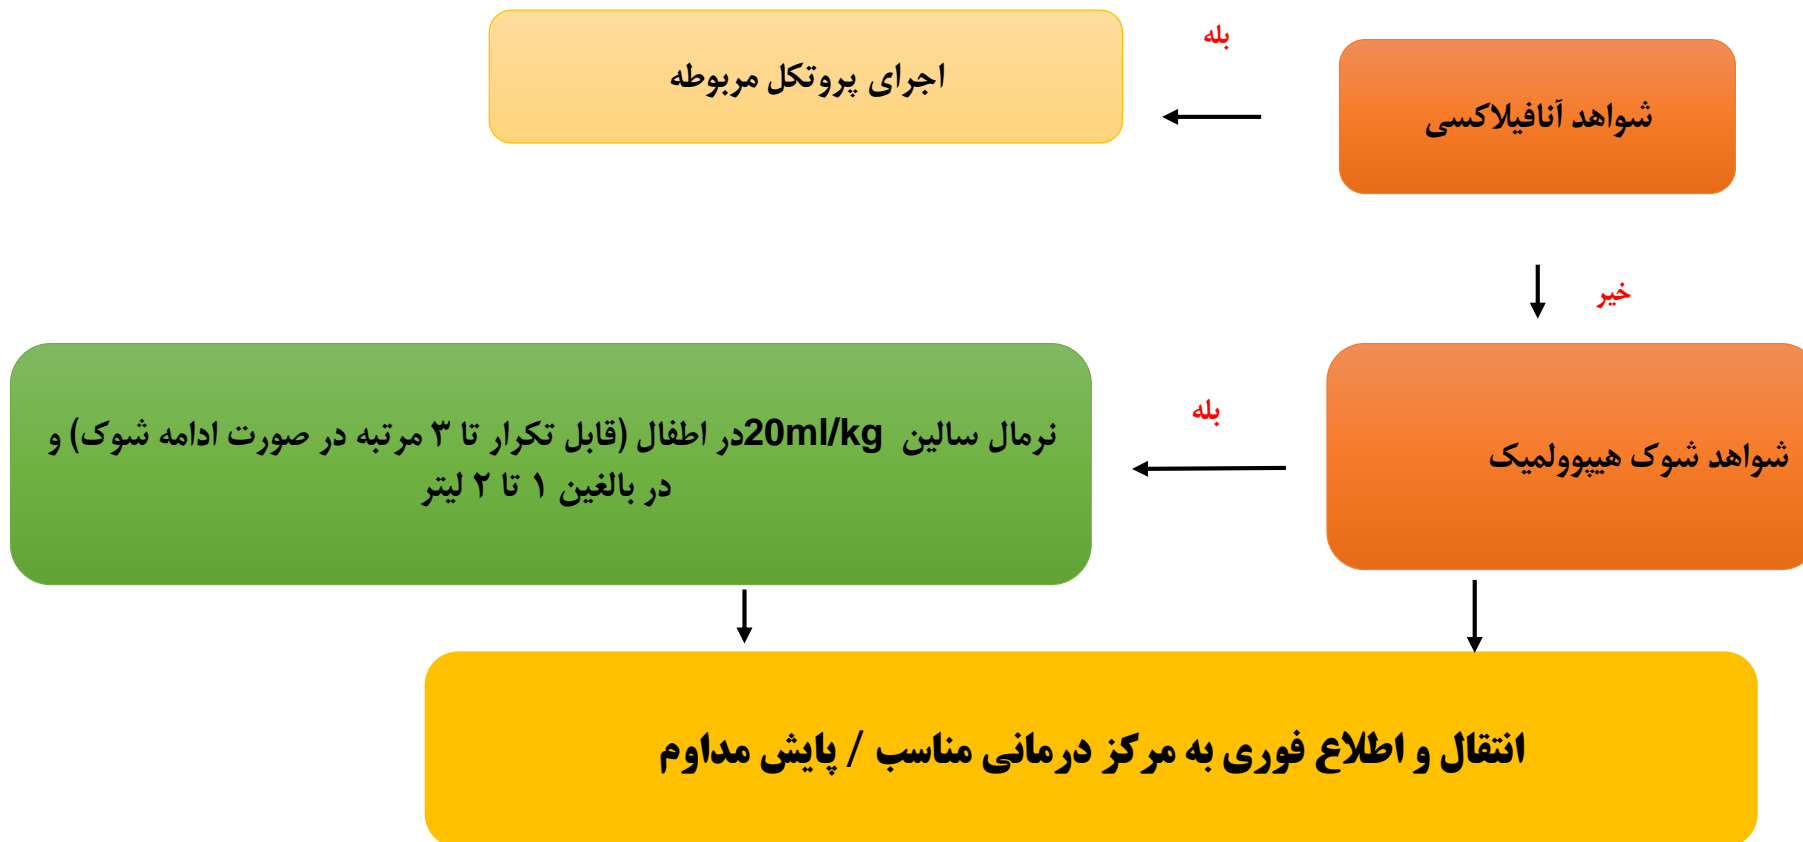 شواهد آنافیلاکسی
بله
اجرای پروتکل مربوطه
خیر
شواهد شوک هیپوولمیک
بله
نرمال سالین 20ml/kgدر اطفال (قابل تکرار تا ۳ مرتبه در صورت ادامه شوک) و
در بالغین ۱ تا ۲ لیتر
انتقال و اطلاع فوری به مرکز درمانی مناسب / پایش مداوم